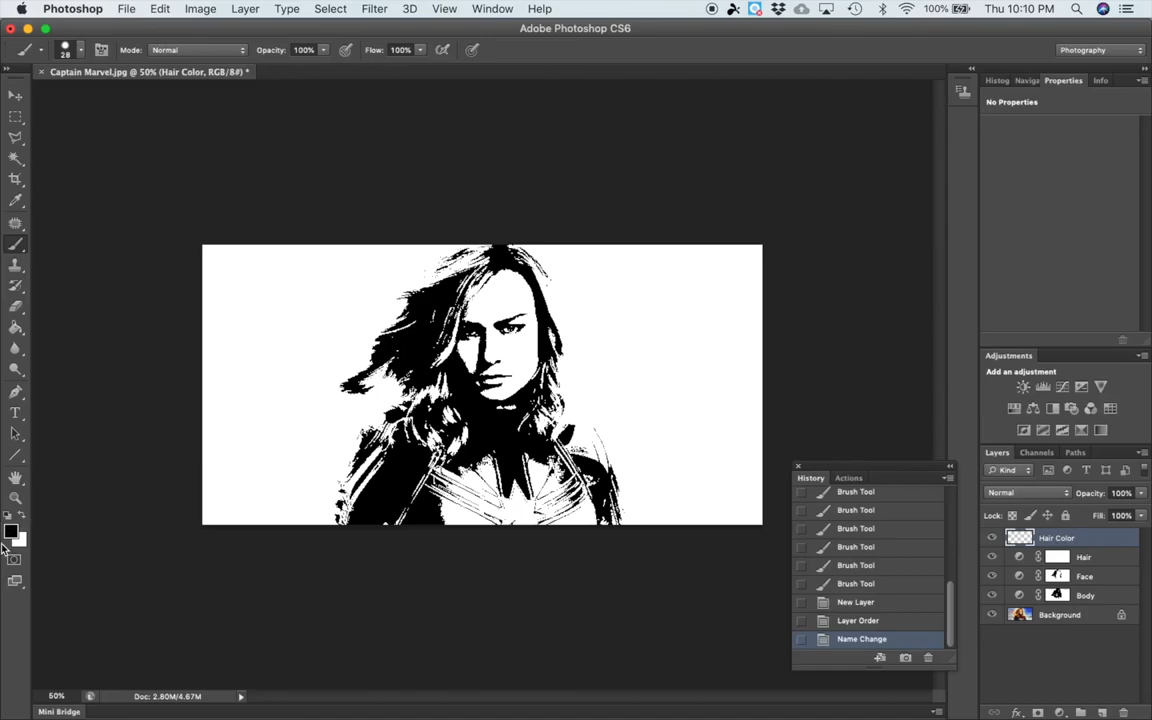 Photoshop File Edit Image Layer Type Select Filter 3D View Window Help 100% Thu 10:10 PM
Adobe Photoshop CS6
28 Mode: Normal Opacity: 100% Flow: 100% Photography
× Captain Marvel.jpg @ 50% (Hair Color, RGB/8#) *
Histog Naviga Properties Info
No Properties
Adjustments
Add an adjustment
Layers Channels Paths
Kind
Normal Opacity: 100%
Lock: Fill: 100%
Hair Color
Hair
Face
Body
Background
History Actions
Brush Tool
Brush Tool
Brush Tool
Brush Tool
Brush Tool
Brush Tool
New Layer
Layer Order
Name Change
50% Doc: 2.80M/4.67M
Mini Bridge